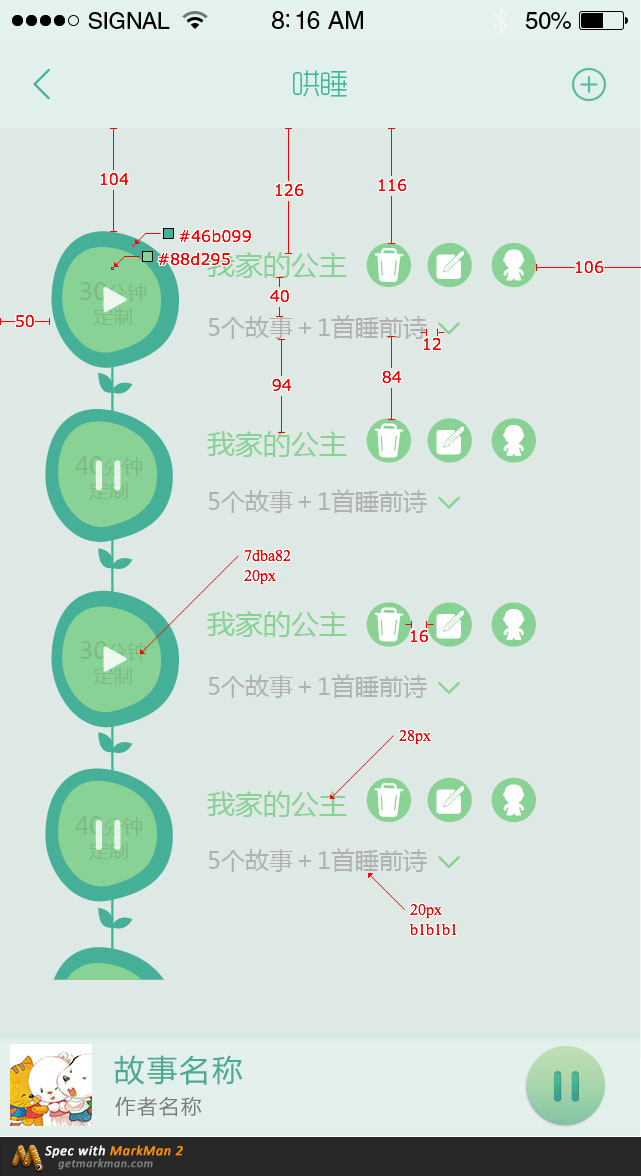 SIGNAL 8:16 AM 50%
哄睡
104
126
116
#46b099
#88d295
我家的公主
106
30分钟
定制
40
50
5个故事+1首睡前诗
12
94
84
我家的公主
40分钟
定制
5个故事+1首睡前诗
7dba82
20px
我家的公主
16
30分钟
定制
5个故事+1首睡前诗
28px
我家的公主
40分钟
定制
5个故事+1首睡前诗
20px
b1b1b1
故事名称
作者名称
Spec with MarkMan 2
getmarkman.com